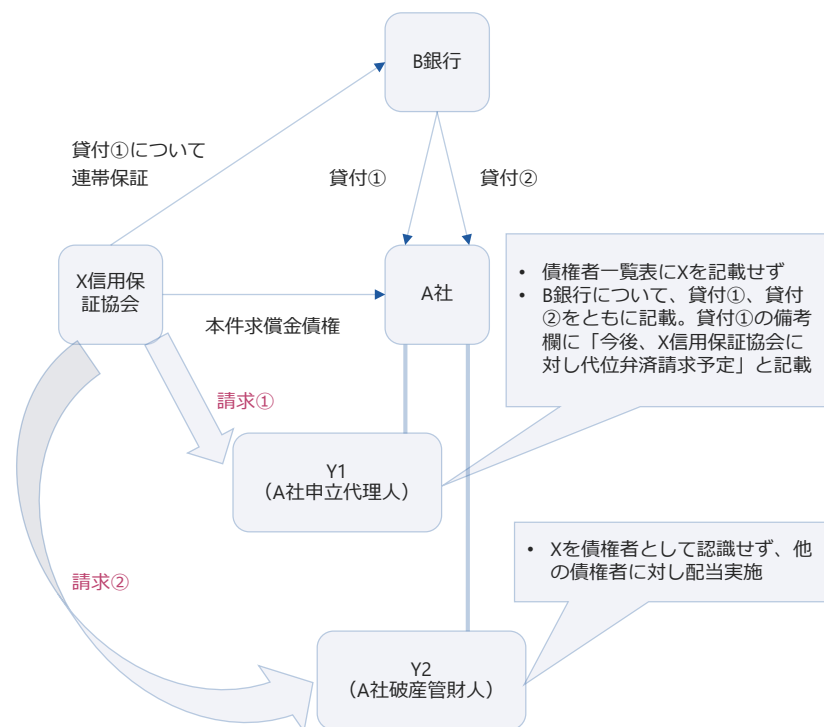 B銀行
貸付①について
連帯保証
貸付①
貸付②
X信用保
証協会
A社
本件求償金債権
• 債権者一覧表にXを記載せず
• B銀行について、貸付①、貸付
②をともに記載。貸付①の備考
欄に「今後、X信用保証協会に
対し代位弁済請求予定」と記載
請求①
Y1
（A社申立代理人）
• Xを債権者として認識せず、他
の債権者に対し配当実施
請求②
Y2
（A社破産管財人）